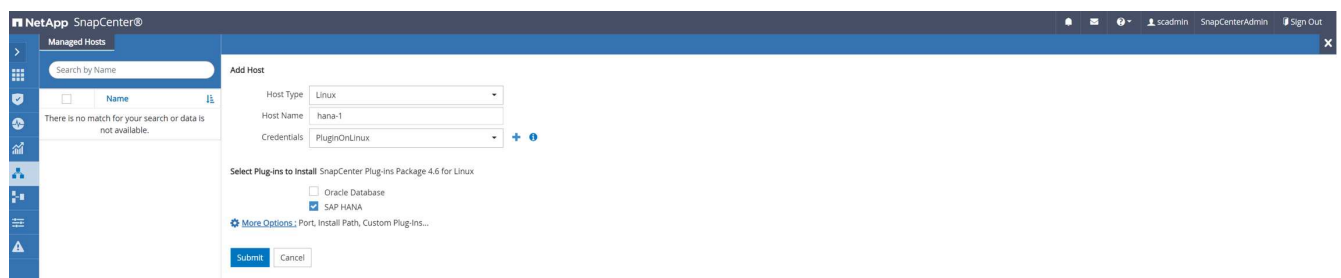 NetApp SnapCenter®
scadmin SnapCenterAdmin Sign Out
Managed Hosts
Search by Name
Name
There is no match for your search or data is
not available.
Add Host
Host Type Linux
Host Name hana-1
Credentials PluginOnLinux
Select Plug-ins to Install SnapCenter Plug-ins Package 4.6 for Linux
Oracle Database
SAP HANA
More Options : Port, Install Path, Custom Plug-Ins...
Submit Cancel